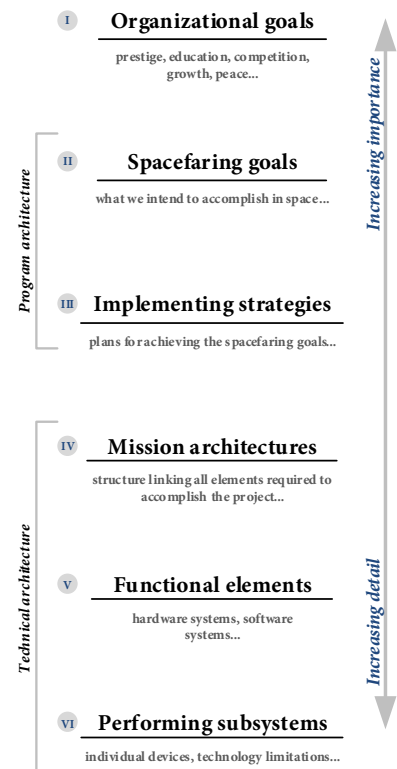 I
Organizational goals
prestige, education, competition,
growth, peace...
Increasing importance
II
Spacefaring goals
what we intend to accomplish in space...
Program architecture
III
Implementing strategies
plans for achieving the spacefaring goals...
IV
Mission architectures
structure linking all elements required to
accomplish the project...
Technical architecture
V
Functional elements
hardware systems, software
systems...
Increasing detail
VI
Performing subsystems
individual devices, technology limitations...